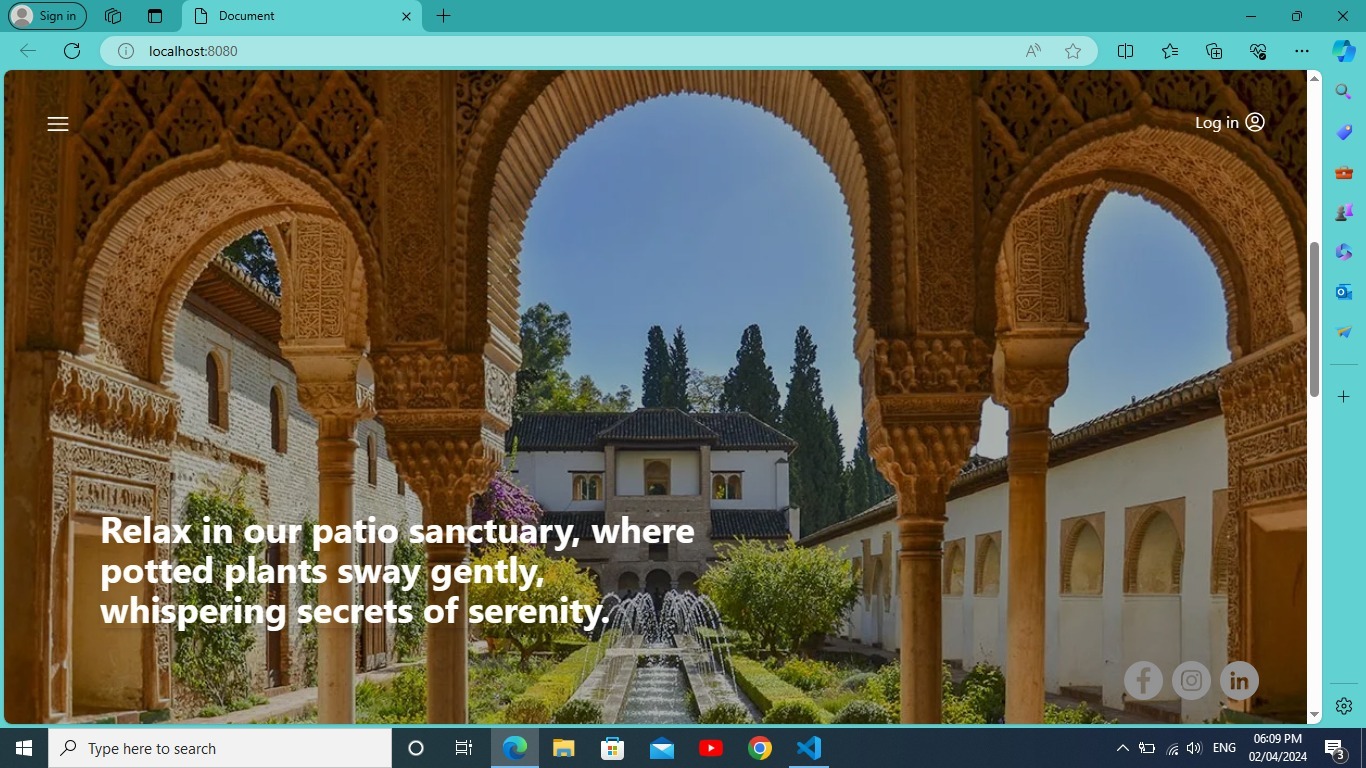 Sign in
Document
localhost:8080
Log in
Relax in our patio sanctuary, where
potted plants sway gently,
whispering secrets of serenity.
Type here to search
ENG
06:09 PM
02/04/2024
3